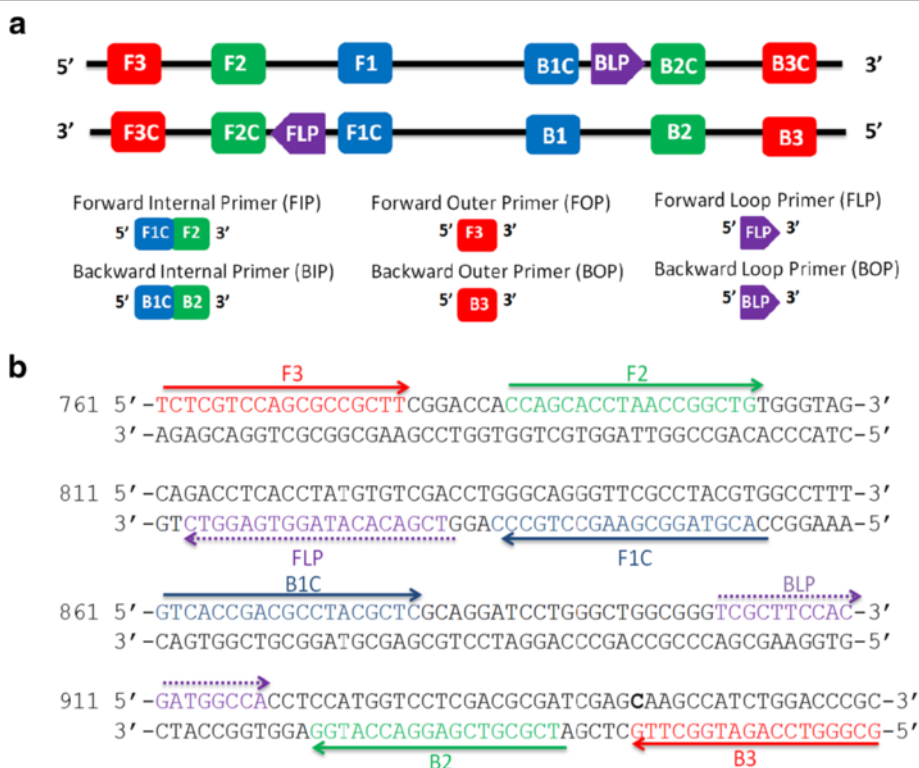 a
5' F3 F2 F1 B1C BLP B2C B3C 3'
3' F3C F2C FLP F1C B1 B2 B3 5'
Forward Internal Primer (FIP)
5' F1C F2 3'
Forward Outer Primer (FOP)
5' F3 3'
Forward Loop Primer (FLP)
5' FLP 3'
Backward Internal Primer (BIP)
5' B1C B2 3'
Backward Outer Primer (BOP)
5' B3 3'
Backward Loop Primer (BOP)
5' BLP 3'
b
F3 F2
761 5'-TCTCGTCCAGCGCCGCTTCGGACCACCAGCACCTAACCGGCTGTGGGTAG-3'
3'-AGAGCAGGTCGCGGCGAAGCCTGGTGGTCGTGGATTGGCCGACACCCATC-5'
811 5'-CAGACCTCACCTATGTGTCGACCTGGGCAGGGTTCGCCTACGTGGCCTTT-3'
3'-GTCTGGAGTGGATACACAGCTGGACCCGTCCGAAGCGGATGCACCGGAAA-5'
FLP F1C
B1C BLP
861 5'-GTCACCGACGCCTACGCTCGCAGGATCCTGGGCTGGCGGGTCGCTTCCAC-3'
3'-CAGTGGCTGCGGATGCGAGCGTCCTAGGACCCGACCGCCCAGCGAAGGTG-5'
911 5'-GATGGCCACCTCCATGGTCCTCGACGCGATCGAGCAAGCCATCTGGACCCGC-3'
3'-CTACCGGTGGAGGTACCAGGAGCTGCGCTAGCTCGTTCGGTAGACCTGGGCG-5'
B2 B3